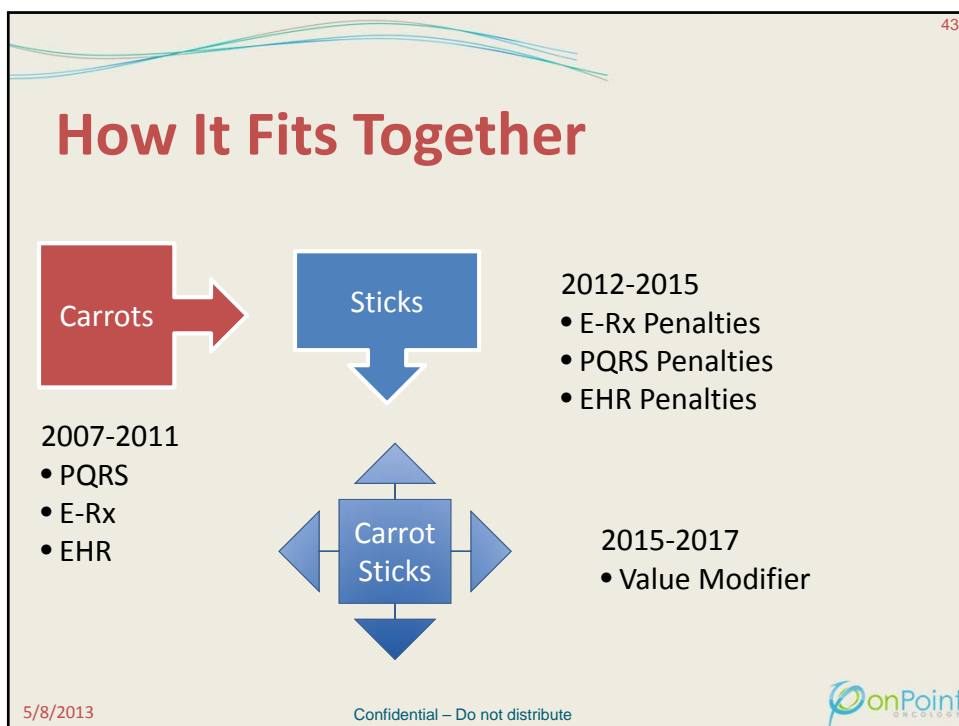 43
How It Fits Together
Carrots
2007-2011
• PQRS
• E-Rx
• EHR
Sticks
2012-2015
• E-Rx Penalties
• PQRS Penalties
• EHR Penalties
Carrot
Sticks
2015-2017
• Value Modifier
5/8/2013
Confidential – Do not distribute
onPoint
ONCOLOGY